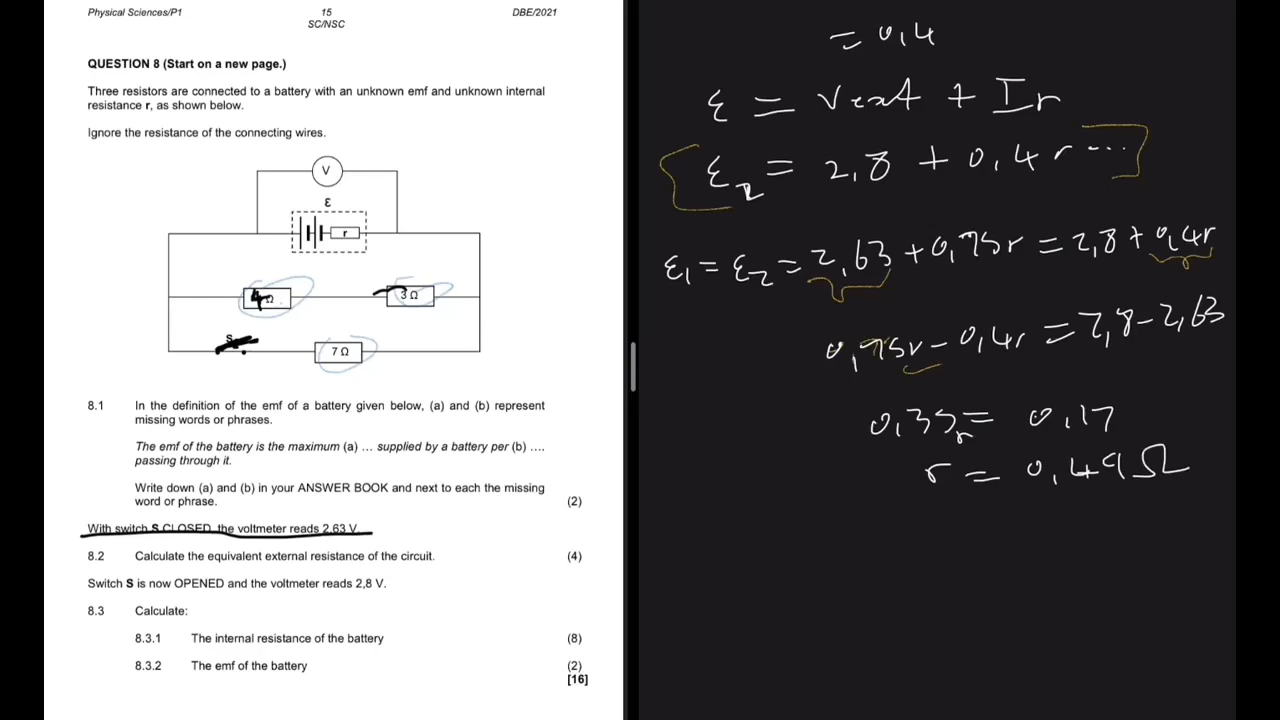 Physical Sciences/P1 15 DBE/2021
SC/NSC
QUESTION 8 (Start on a new page.)
Three resistors are connected to a battery with an unknown emf and unknown internal
resistance r, as shown below.
Ignore the resistance of the connecting wires.
V
ε
r
4Ω 3 Ω
S
7 Ω
8.1 In the definition of the emf of a battery given below, (a) and (b) represent
missing words or phrases.
The emf of the battery is the maximum (a) … supplied by a battery per (b) ….
passing through it.
Write down (a) and (b) in your ANSWER BOOK and next to each the missing
word or phrase. (2)
With switch S CLOSED, the voltmeter reads 2,63 V.
8.2 Calculate the equivalent external resistance of the circuit. (4)
Switch S is now OPENED and the voltmeter reads 2,8 V.
8.3 Calculate:
8.3.1 The internal resistance of the battery (8)
8.3.2 The emf of the battery (2)
[16]
= 0,4
ε = Vext + Ir
ε2 = 2,8 + 0,4r ...
ε1 = ε2 = 2,63 + 0,75r = 2,8 + 0,4r
0,75r - 0,4r = 2,8 - 2,63
0,35r = 0,17
r = 0,49Ω